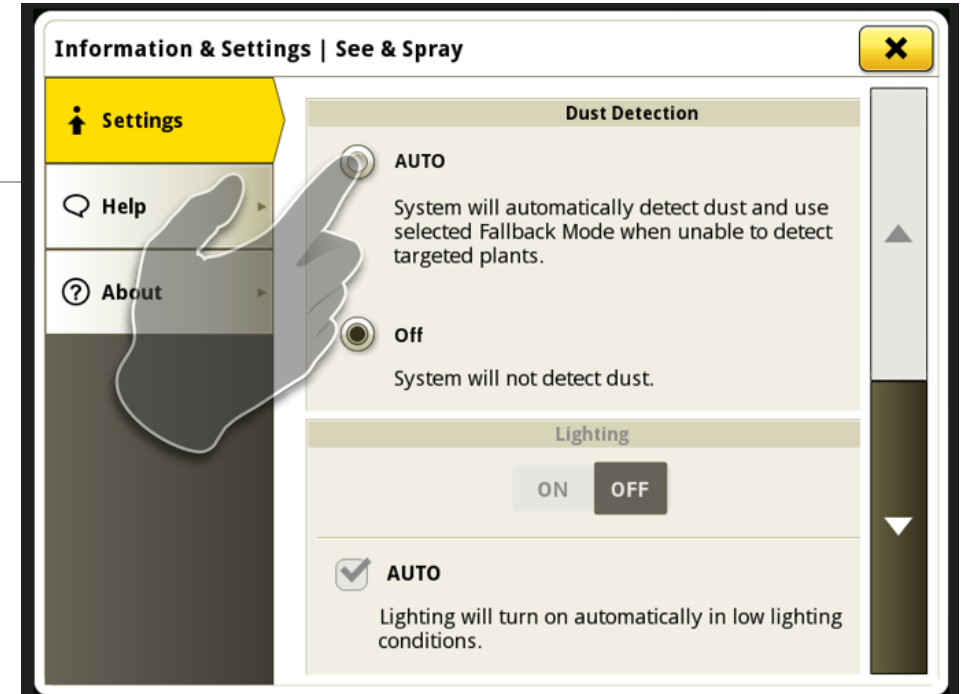 Information & Settings | See & Spray
Settings
Help
About
Dust Detection
AUTO
System will automatically detect dust and use
selected Fallback Mode when unable to detect
targeted plants.
Off
System will not detect dust.
Lighting
ON OFF
AUTO
Lighting will turn on automatically in low lighting
conditions.